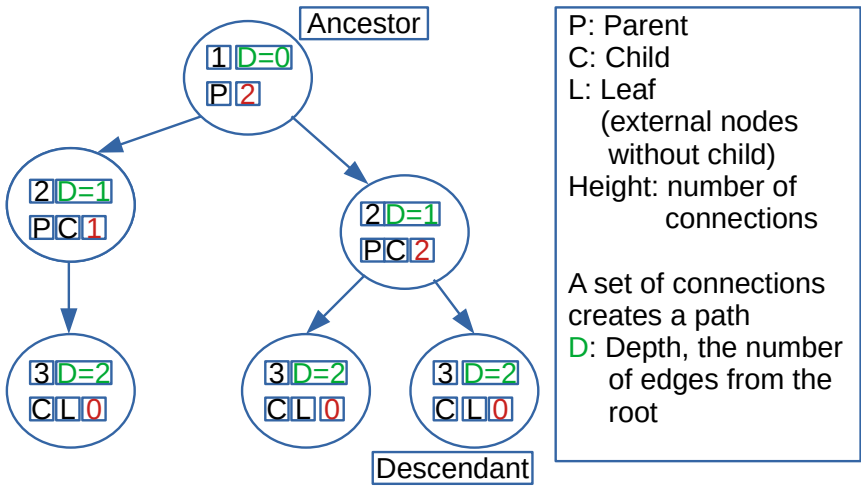 Ancestor
1 D=0
P 2
2 D=1
P C 1
2 D=1
P C 2
3 D=2
C L 0
3 D=2
C L 0
3 D=2
C L 0
Descendant
P: Parent
C: Child
L: Leaf
(external nodes
without child)
Height: number of
connections
A set of connections
creates a path
D: Depth, the number
of edges from the
root